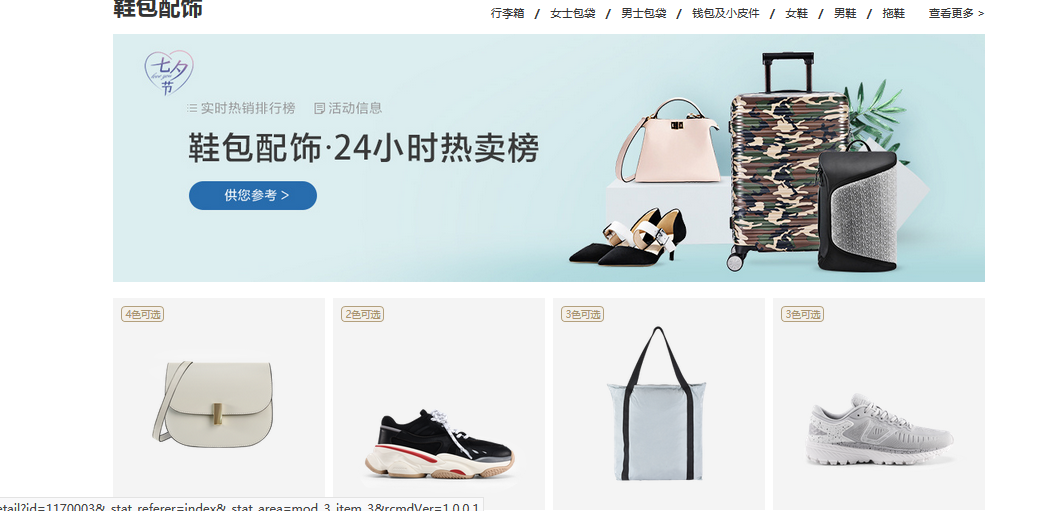 鞋包配饰
行李箱 / 女士包袋 / 男士包袋 / 钱包及小皮件 / 女鞋 / 男鞋 / 拖鞋 查看更多 >
七夕
love you
节
实时热销排行榜 活动信息
鞋包配饰·24小时热卖榜
供您参考 >
4色可选 2色可选 3色可选 3色可选
etail?id=1170003&_stat_referer=index&_stat_area=mod_3_item_3&rcmdVer=1.0.0.1